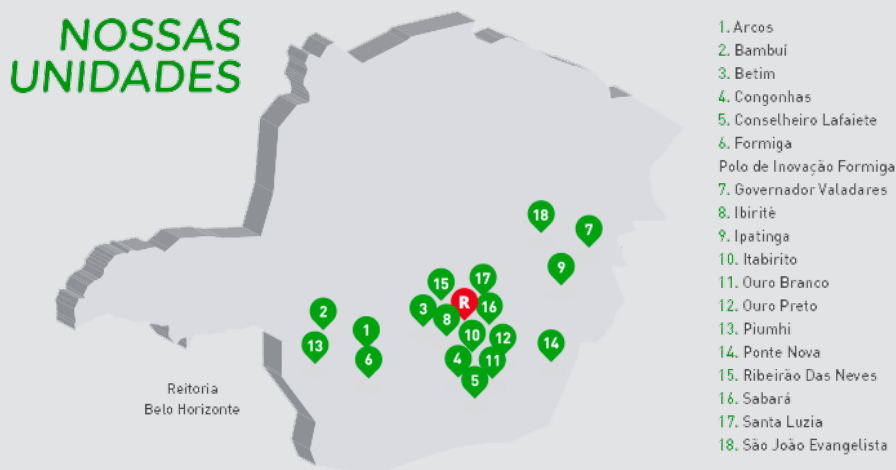 NOSSAS
UNIDADES
1. Arcos
2. Bambuí
3. Betim
4. Congonhas
5. Conselheiro Lafaiete
6. Formiga
Polo de Inovação Formiga
7. Governador Valadares
8. Ibirité
9. Ipatinga
10. Itabirito
11. Ouro Branco
12. Ouro Preto
13. Piumhi
14. Ponte Nova
15. Ribeirão Das Neves
16. Sabará
17. Santa Luzia
18. São João Evangelista
18
7
9
15
17
R
16
3
8
2
1
10
12
13
6
4
11
14
5
Reitoria
Belo Horizonte